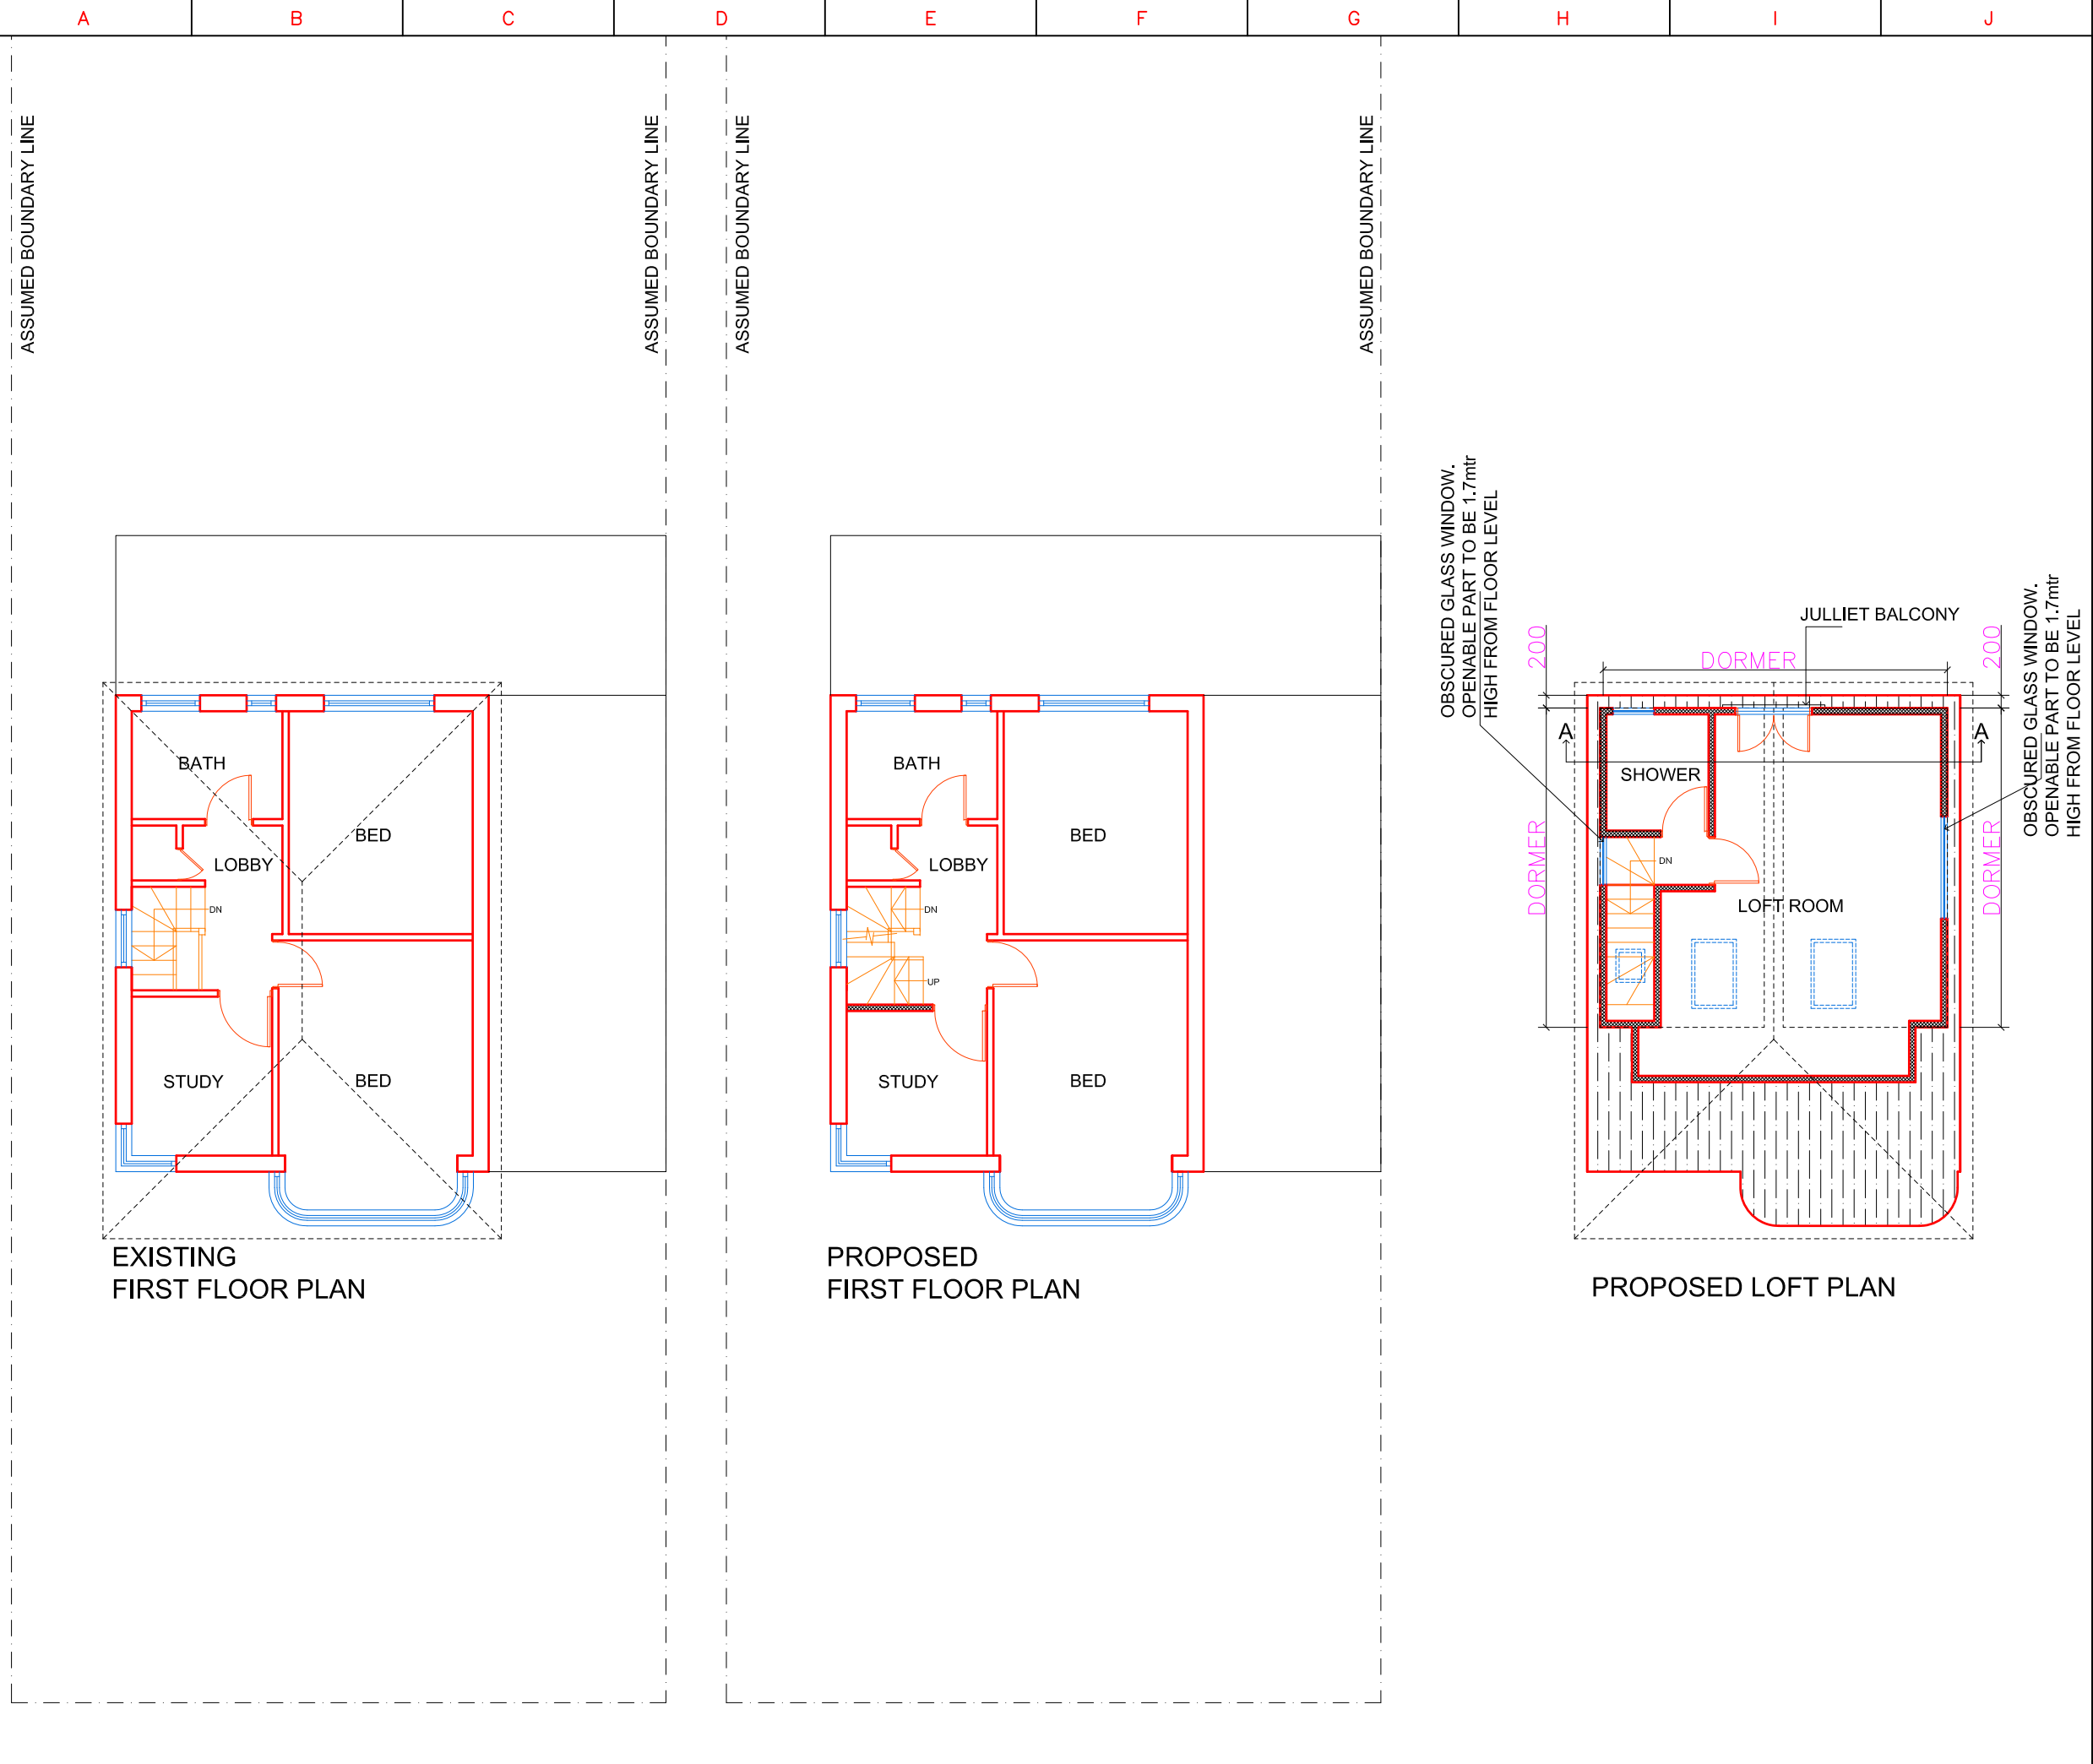 A B C D E F G H I J
ASSUMED BOUNDARY LINE
ASSUMED BOUNDARY LINE
ASSUMED BOUNDARY LINE
ASSUMED BOUNDARY LINE
BATH
BED
LOBBY
DN
STUDY
BED
EXISTING
FIRST FLOOR PLAN
BATH
BED
LOBBY
DN
UP
STUDY
BED
PROPOSED
FIRST FLOOR PLAN
OBSCURED GLASS WINDOW.
OPENABLE PART TO BE 1.7mtr
HIGH FROM FLOOR LEVEL
JULLIET BALCONY
OBSCURED GLASS WINDOW.
OPENABLE PART TO BE 1.7mtr
HIGH FROM FLOOR LEVEL
200
DORMER
200
A
A
SHOWER
DORMER
DN
DORMER
LOFT ROOM
PROPOSED LOFT PLAN